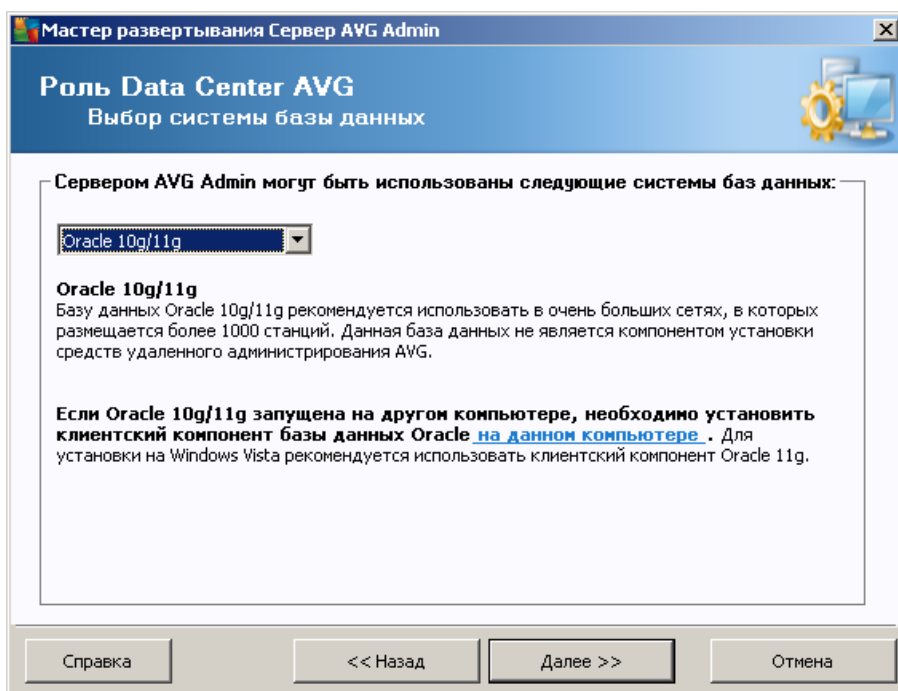 Мастер развертывания Сервер AVG Admin
Роль Data Center AVG
Выбор системы базы данных
Сервером AVG Admin могут быть использованы следующие системы баз данных:
Oracle 10g/11g
Oracle 10g/11g
Базу данных Oracle 10g/11g рекомендуется использовать в очень больших сетях, в которых
размещается более 1000 станций. Данная база данных не является компонентом установки
средств удаленного администрирования AVG.
Если Oracle 10g/11g запущена на другом компьютере, необходимо установить
клиентский компонент базы данных Oracle на данном компьютере . Для
установки на Windows Vista рекомендуется использовать клиентский компонент Oracle 11g.
Справка
<< Назад
Далее >>
Отмена